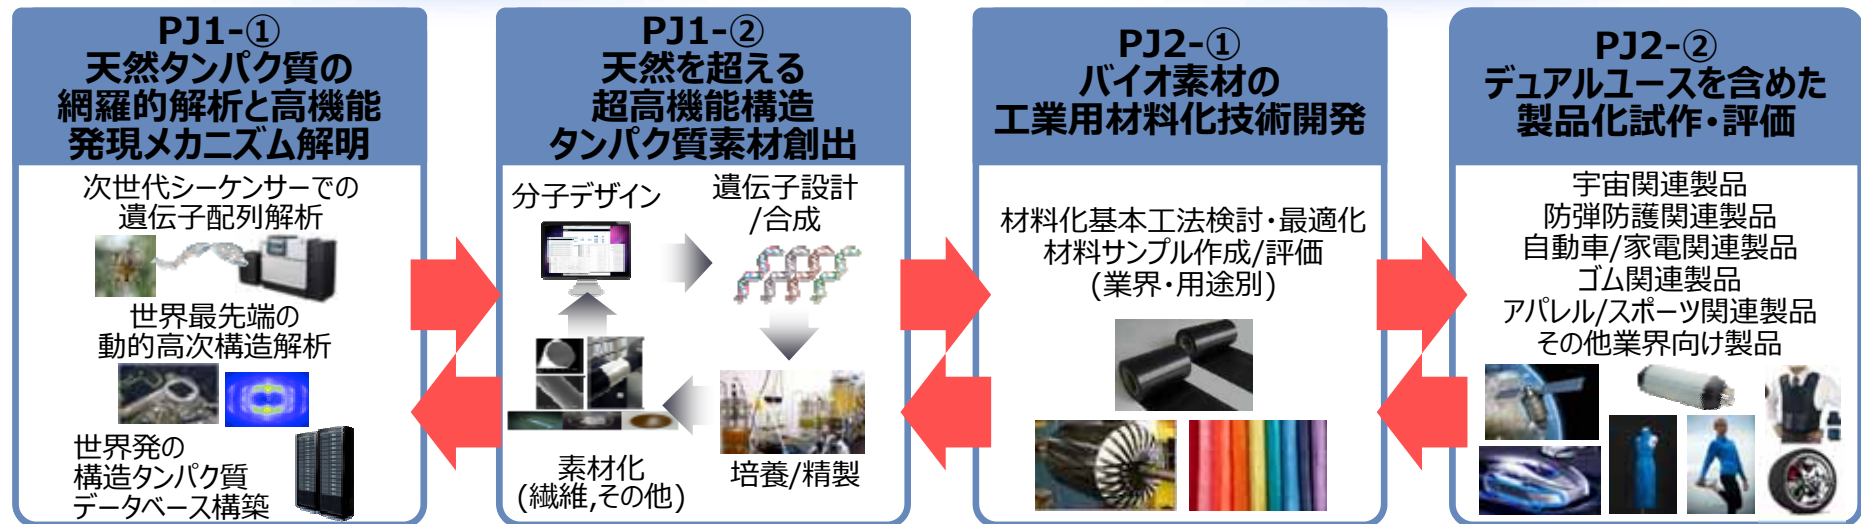 PJ1-①
天然タンパク質の
網羅的解析と高機能
発現メカニズム解明
次世代シーケンサーでの
遺伝子配列解析
世界最先端の
動的高次構造解析
世界発の
構造タンパク質
データベース構築
PJ1-②
天然を超える
超高機能構造
タンパク質素材創出
分子デザイン
遺伝子設計
/合成
素材化
(繊維,その他)
培養/精製
PJ2-①
バイオ素材の
工業用材料化技術開発
材料化基本工法検討・最適化
材料サンプル作成/評価
(業界・用途別)
PJ2-②
デュアルユースを含めた
製品化試作・評価
宇宙関連製品
防弾防護関連製品
自動車/家電関連製品
ゴム関連製品
アパレル/スポーツ関連製品
その他業界向け製品